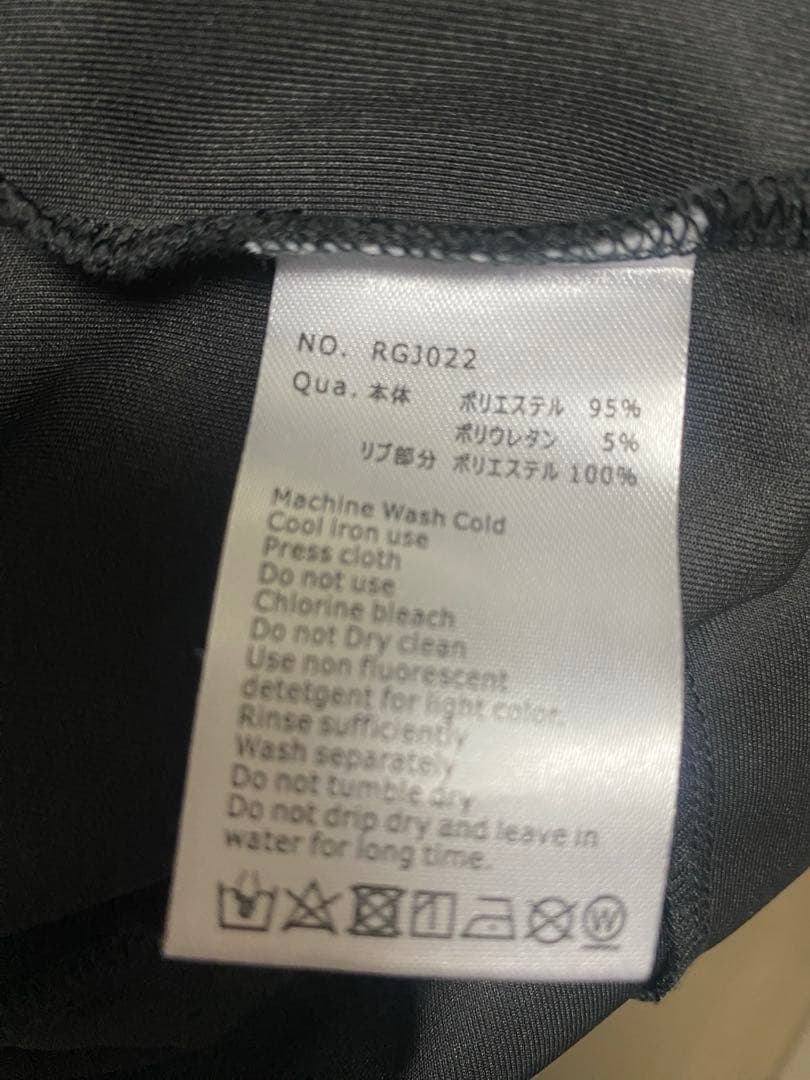 NO. RGJ022
Qua. 本体 ポリエステル 95%
ポリウレタン 5%
リブ部分 ポリエステル 100%
Machine Wash Cold
Cool iron use
Press cloth
Do not use
Chlorine bleach
Do not Dry clean
Use non fluorescent
detetgent for light color.
Rinse sufficiently
Wash separately
Do not tumble dry
Do not drip dry and leave in
water for long time.
W